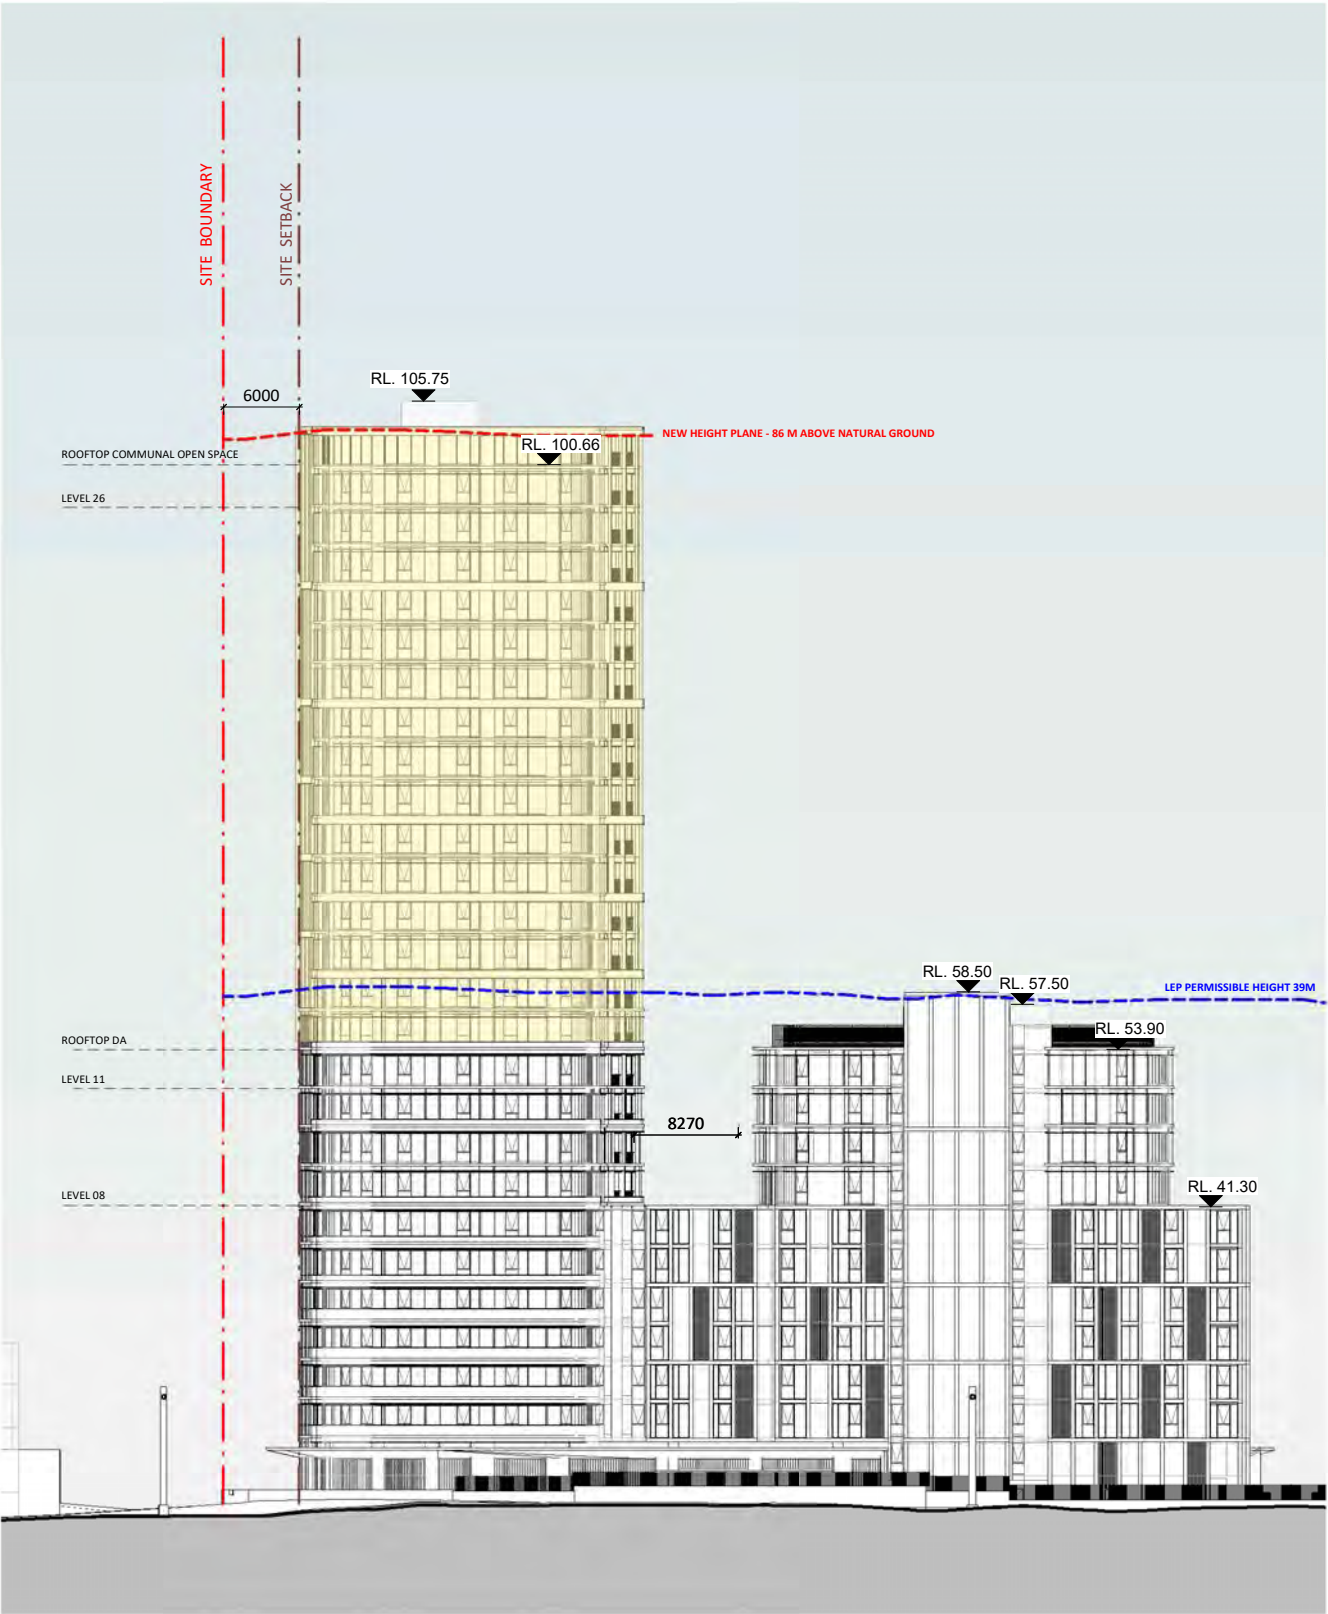 SITE BOUNDARY
SITE SETBACK
RL. 105.75
6000
NEW HEIGHT PLANE - 86 M ABOVE NATURAL GROUND
RL. 100.66
ROOFTOP COMMUNAL OPEN SPACE
LEVEL 26
RL. 58.50
RL. 57.50
LEP PERMISSIBLE HEIGHT 39M
RL. 53.90
ROOFTOP DA
LEVEL 11
8270
RL. 41.30
LEVEL 08